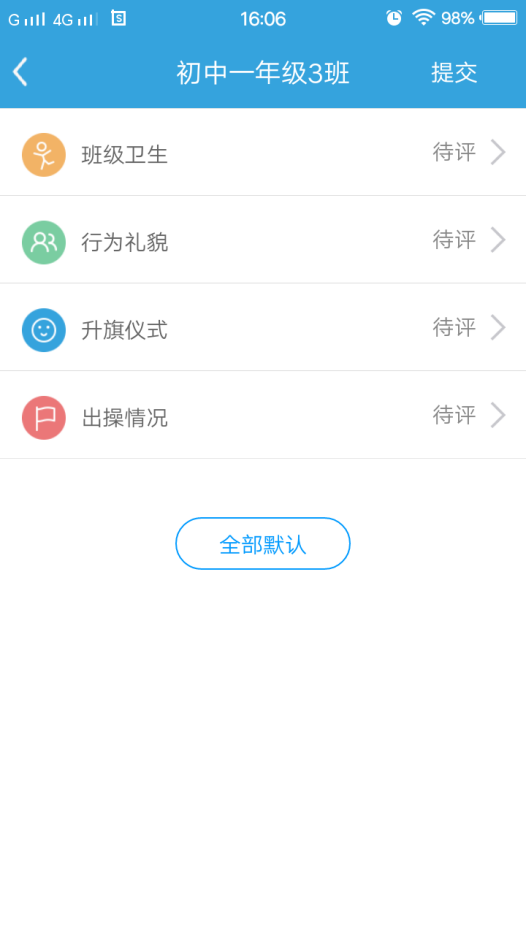 G 4G 16:06 98%
初中一年级3班 提交
班级卫生 待评
行为礼貌 待评
升旗仪式 待评
出操情况 待评
全部默认